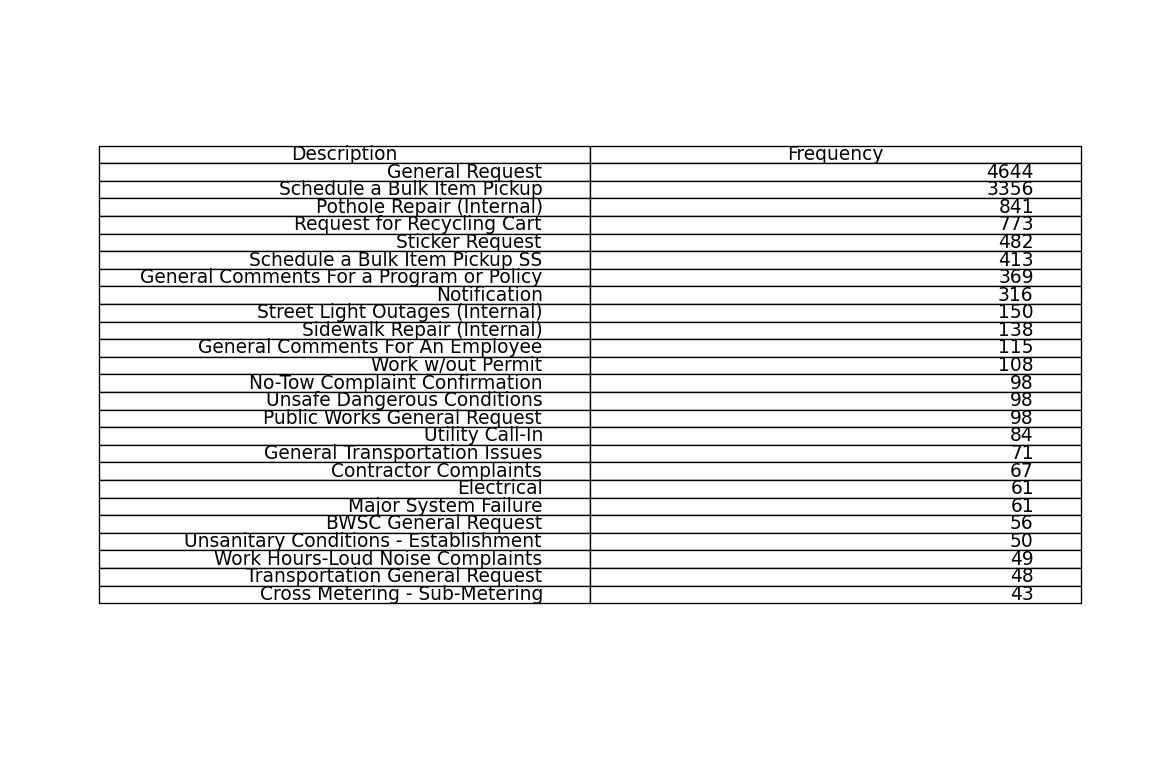 Description Frequency
General Request 4644
Schedule a Bulk Item Pickup 3356
Pothole Repair (Internal) 841
Request for Recycling Cart 773
Sticker Request 482
Schedule a Bulk Item Pickup SS 413
General Comments For a Program or Policy 369
Notification 316
Street Light Outages (Internal) 150
Sidewalk Repair (Internal) 138
General Comments For An Employee 115
Work w/out Permit 108
No-Tow Complaint Confirmation 98
Unsafe Dangerous Conditions 98
Public Works General Request 98
Utility Call-In 84
General Transportation Issues 71
Contractor Complaints 67
Electrical 61
Major System Failure 61
BWSC General Request 56
Unsanitary Conditions - Establishment 50
Work Hours-Loud Noise Complaints 49
Transportation General Request 48
Cross Metering - Sub-Metering 43